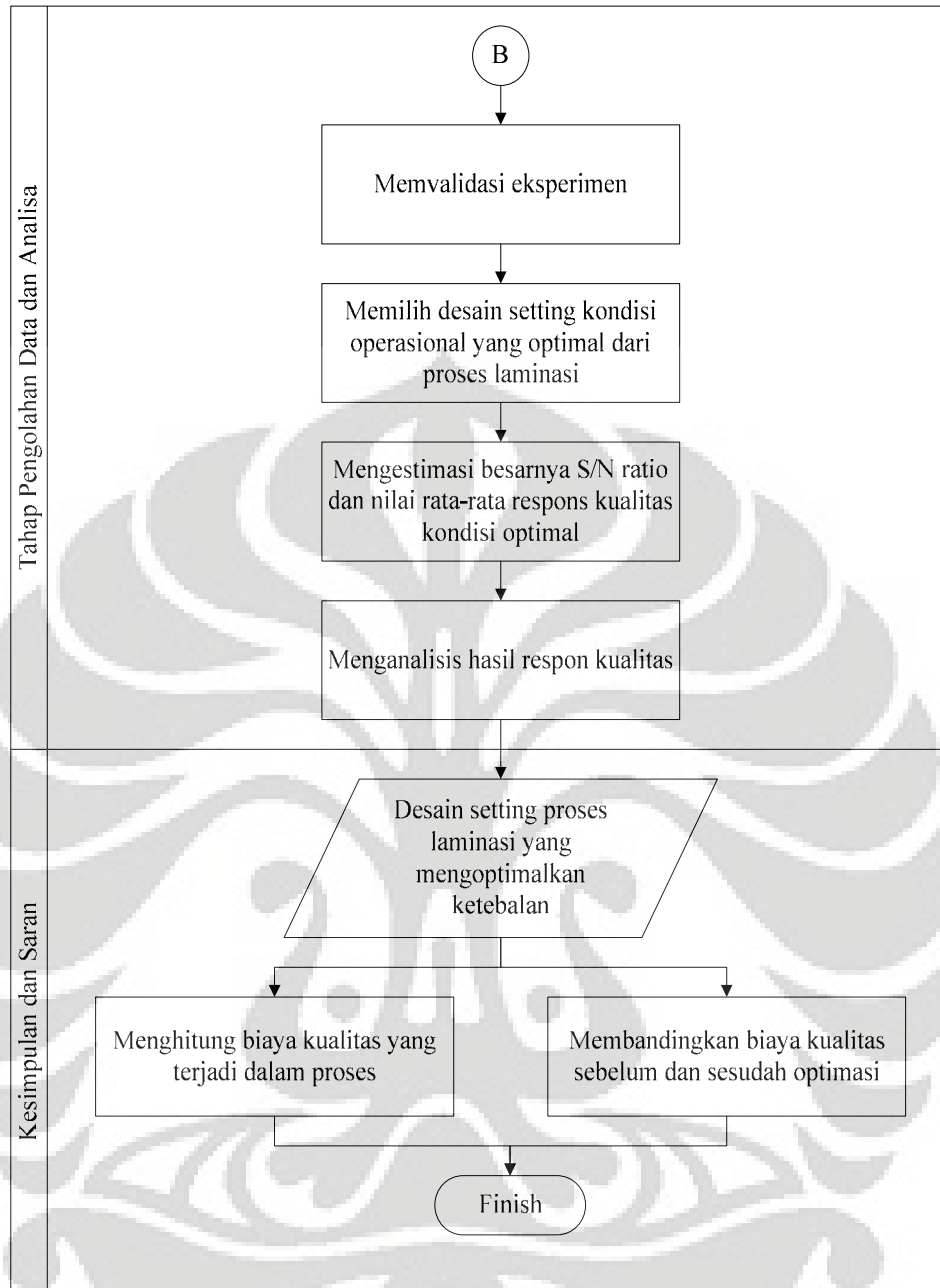 B
Memvalidasi eksperimen
Memilih desain setting kondisi
operasional yang optimal dari
proses laminasi
Mengestimasi besarnya S/N ratio
dan nilai rata-rata respons kualitas
kondisi optimal
Menganalisis hasil respon kualitas
Tahap Pengolahan Data dan Analisa
Desain setting proses
laminasi yang
mengoptimalkan
ketebalan
Menghitung biaya kualitas yang
terjadi dalam proses
Membandingkan biaya kualitas
sebelum dan sesudah optimasi
Finish
Kesimpulan dan Saran